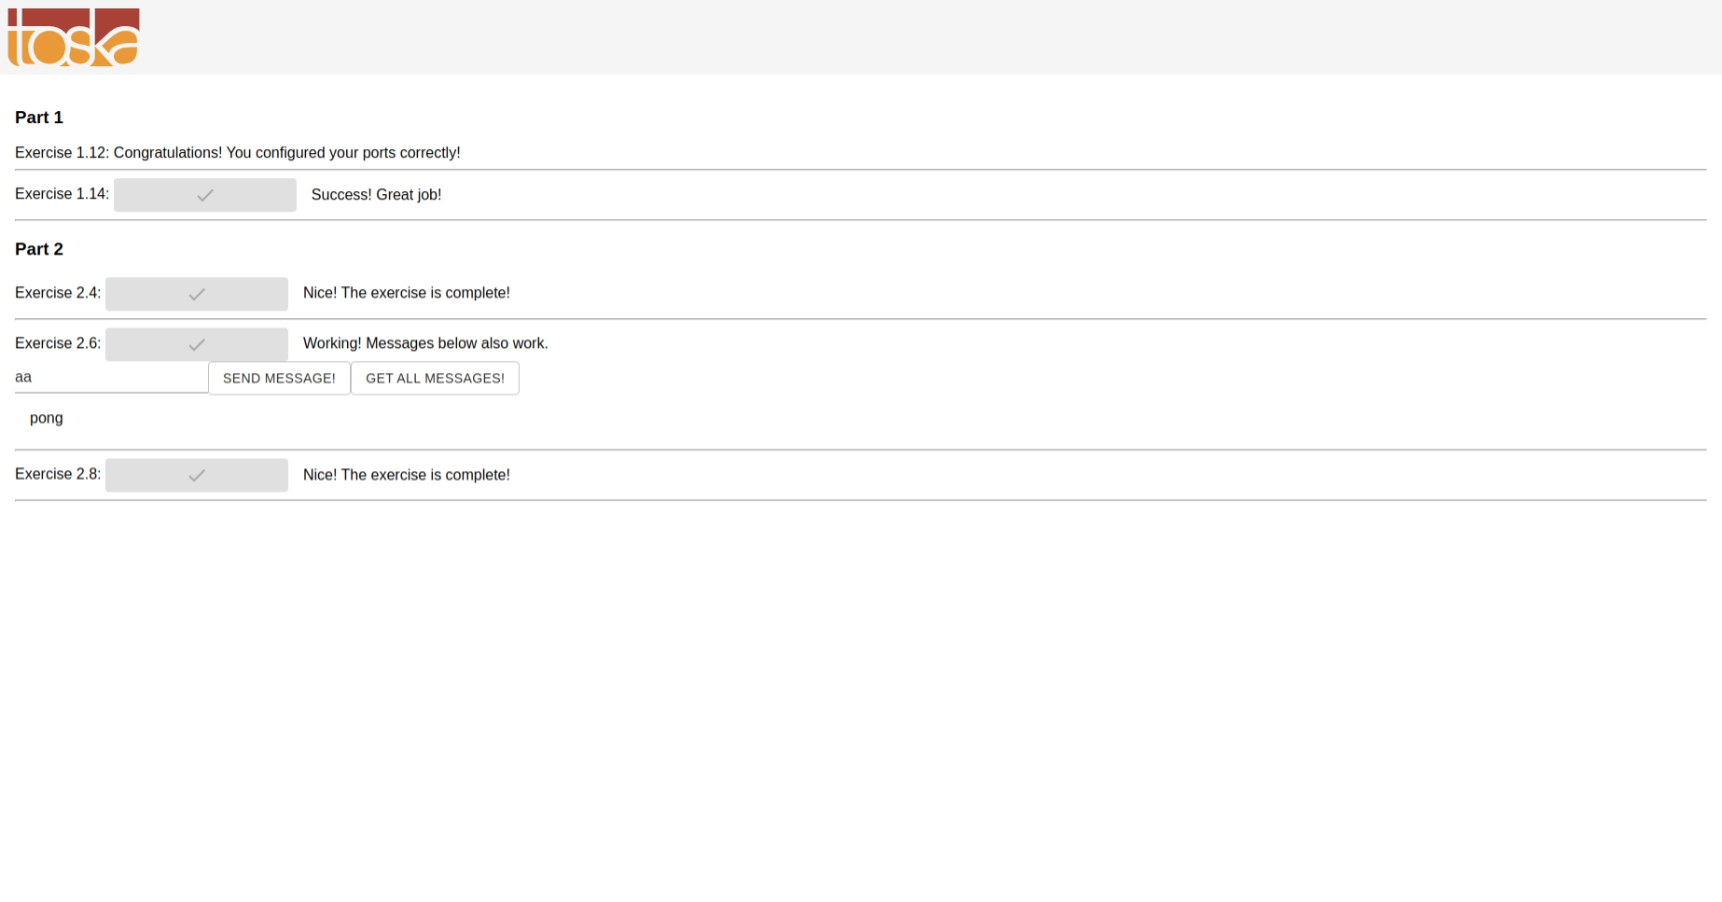 toska
Part 1
Exercise 1.12: Congratulations! You configured your ports correctly!
Exercise 1.14: Success! Great job!
Part 2
Exercise 2.4: Nice! The exercise is complete!
Exercise 2.6: Working! Messages below also work.
aa SEND MESSAGE! GET ALL MESSAGES!
pong
Exercise 2.8: Nice! The exercise is complete!